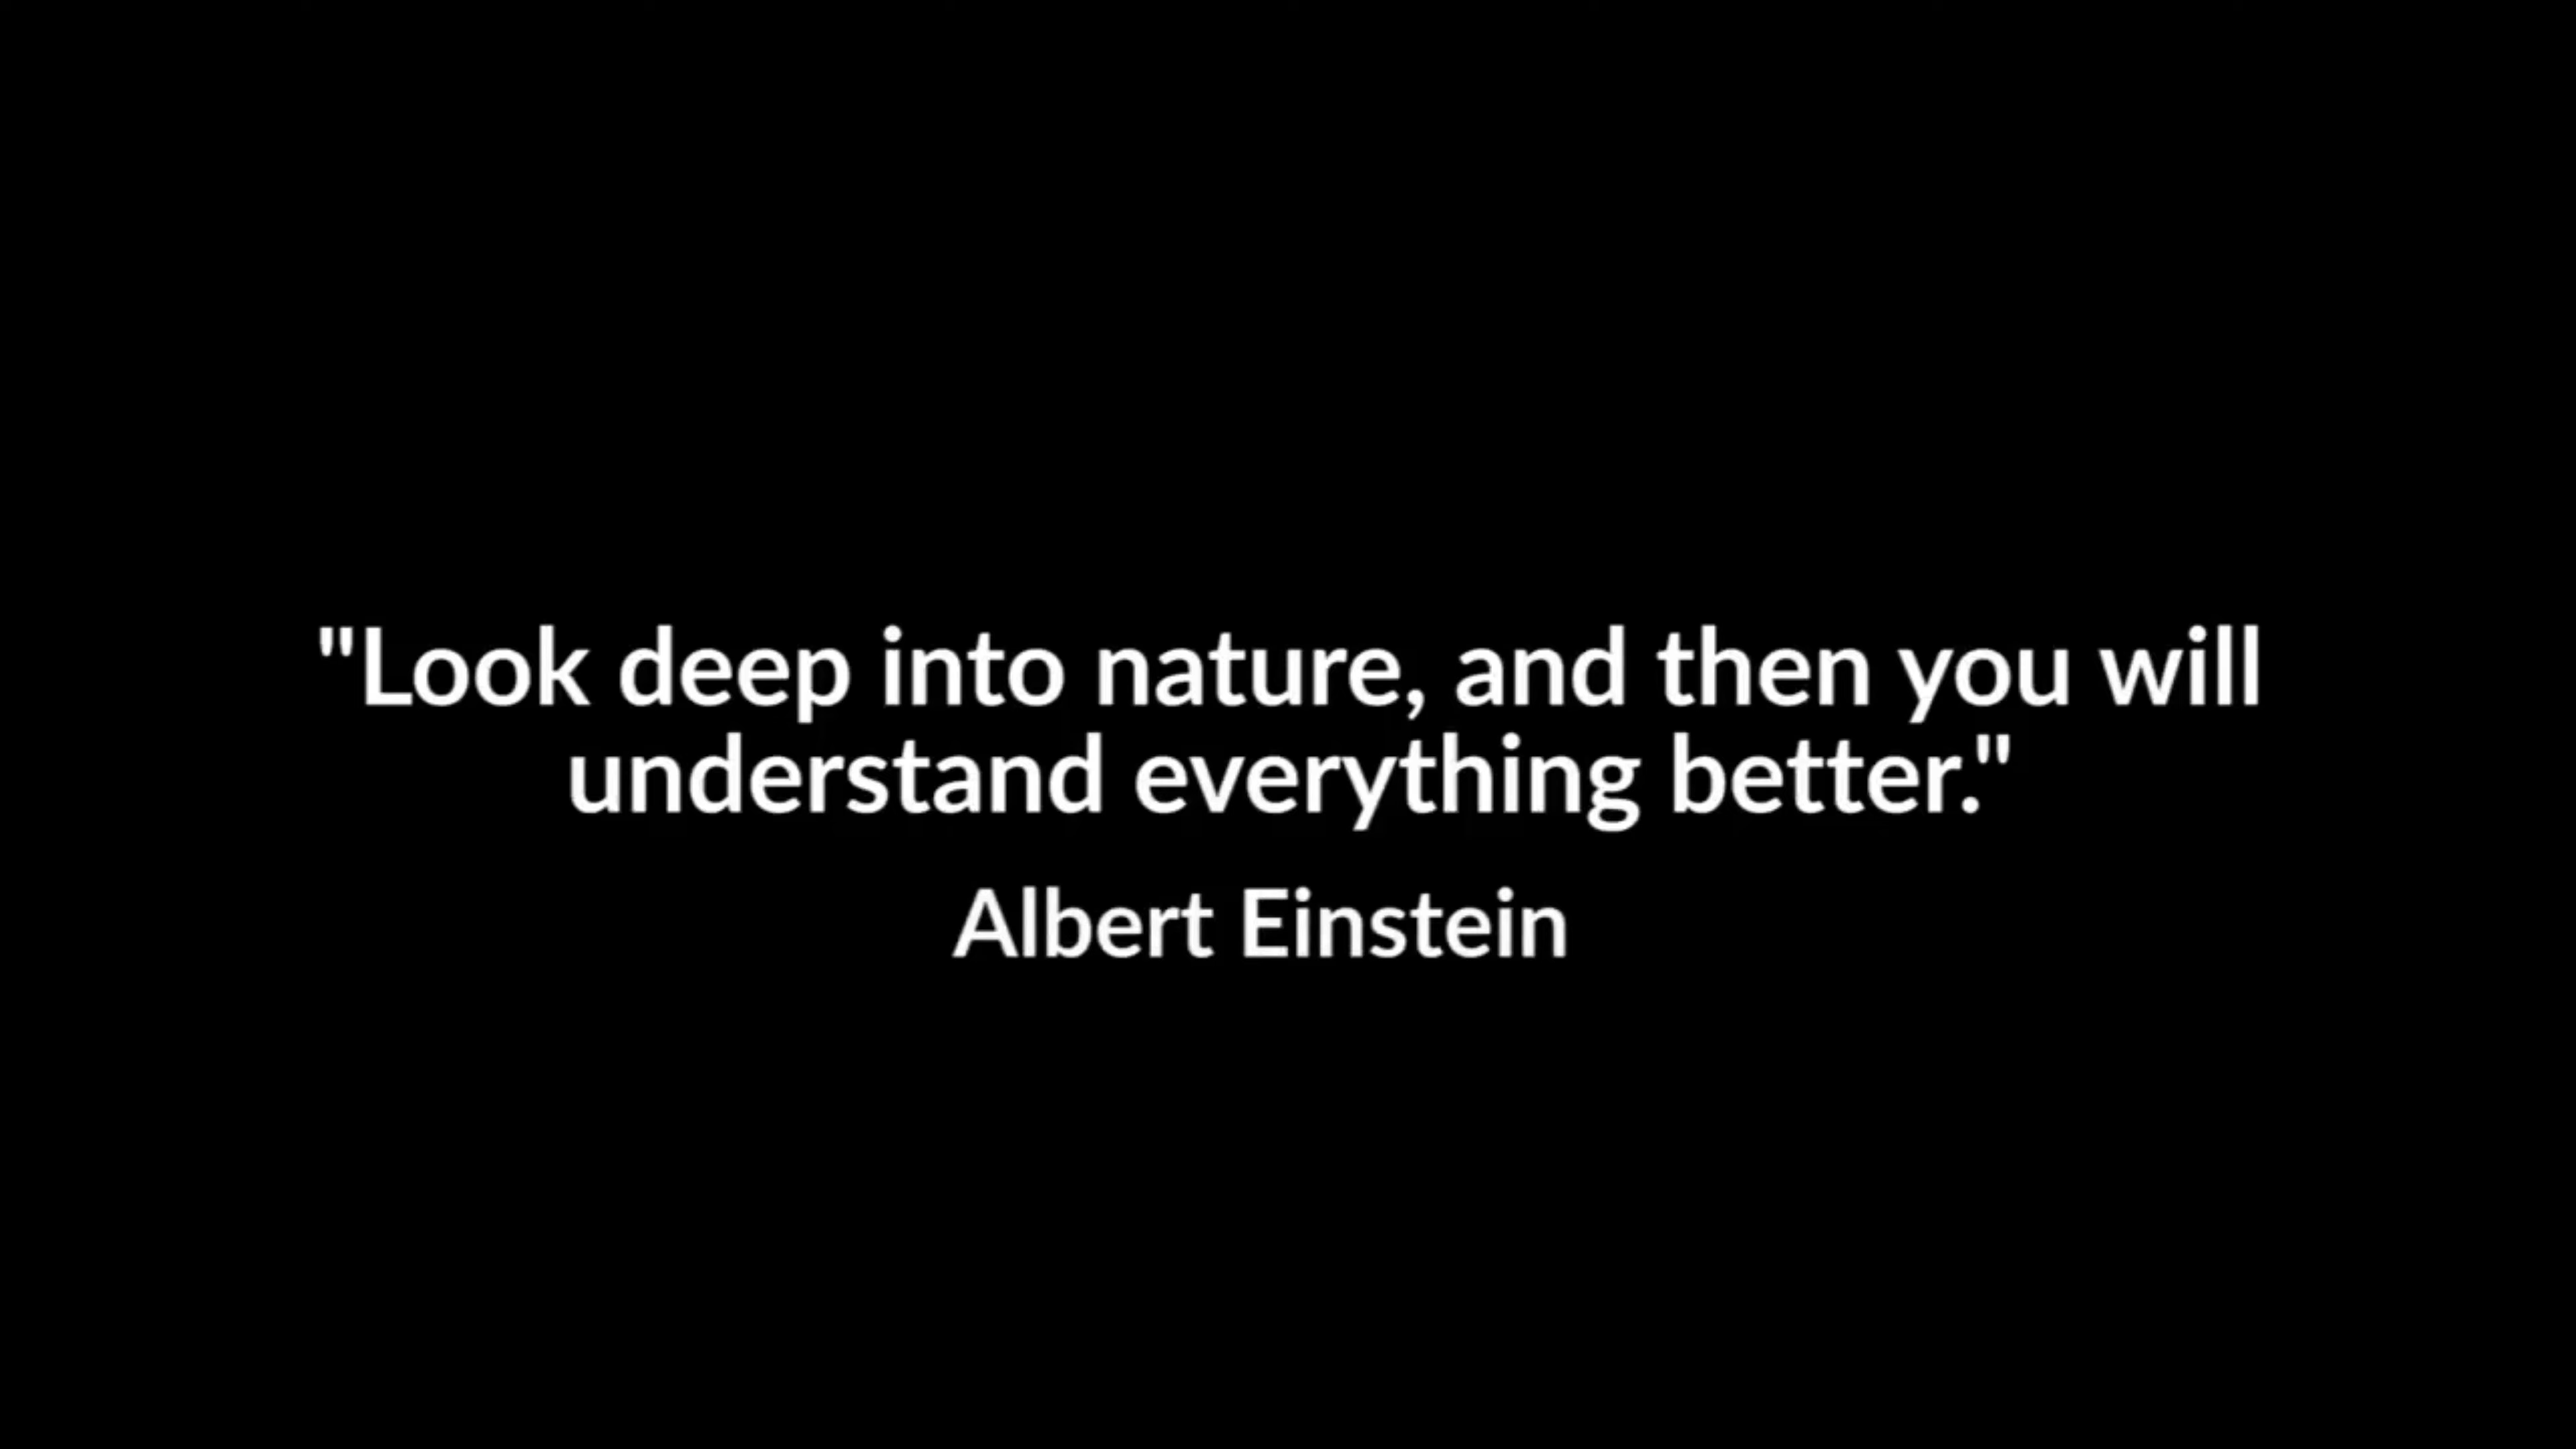 "Look deep into nature, and then you will
understand everything better."
Albert Einstein